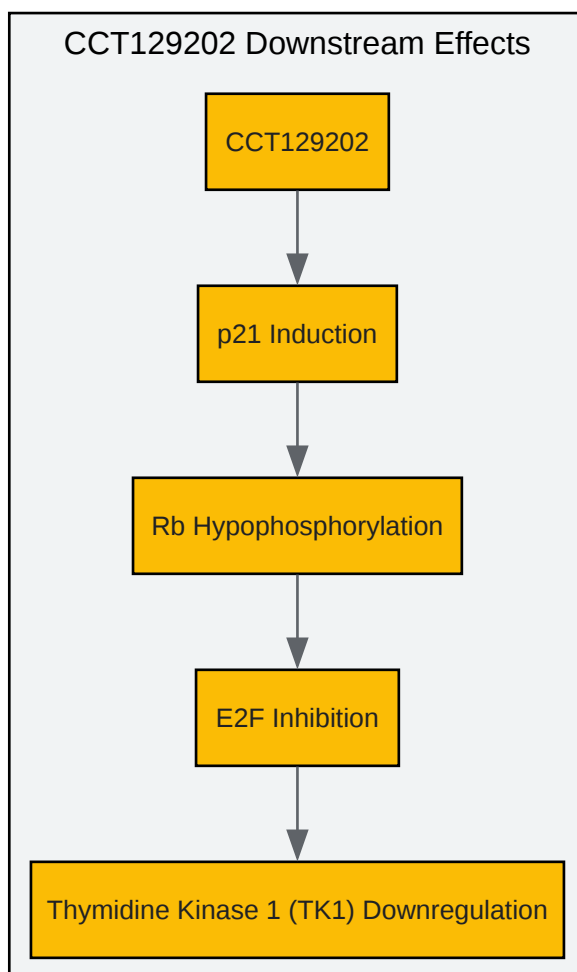 CCT129202 Downstream Effects
CCT129202
p21 Induction
Rb Hypophosphorylation
E2F Inhibition
Thymidine Kinase 1 (TK1) Downregulation